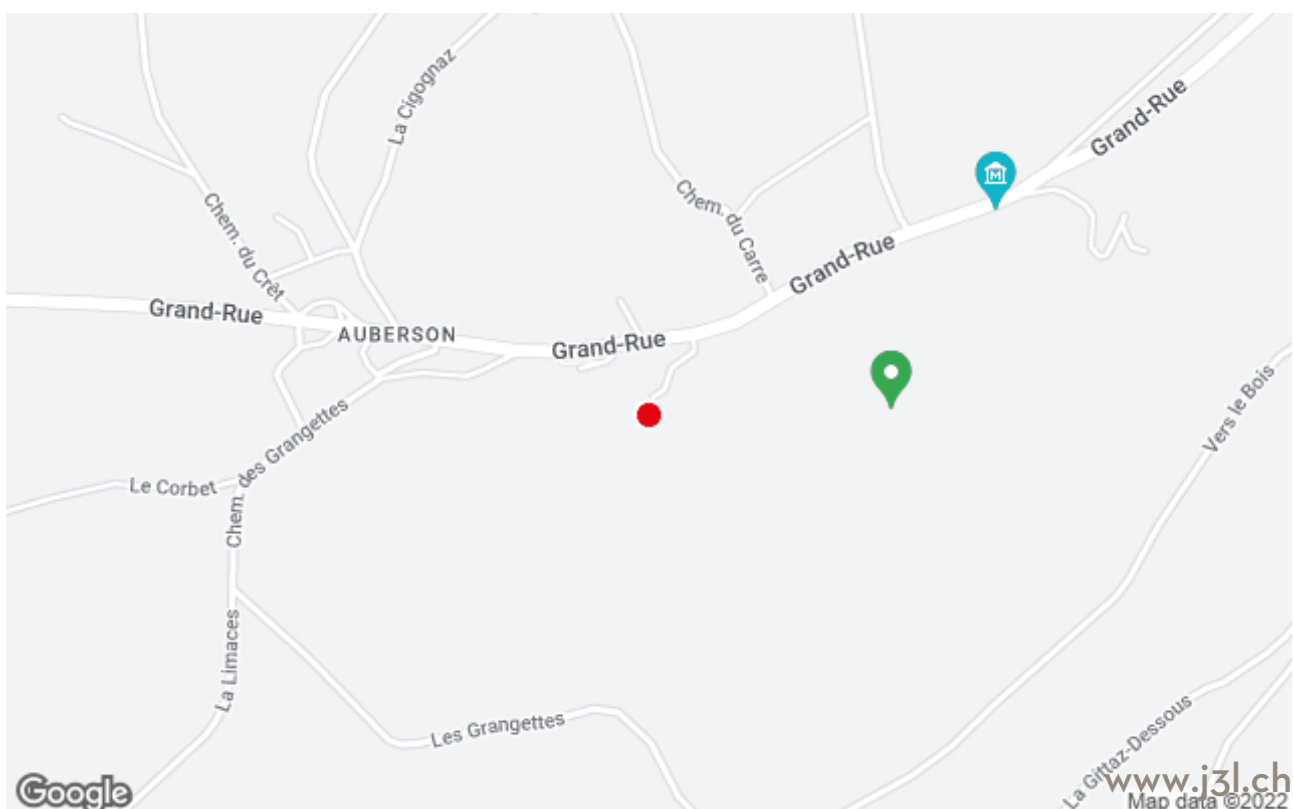 La Cigognaz
Grand-Rue
Chem. du Crêt
Chem. du Carre
Grand-Rue
Grand-Rue
AUBERSON
Grand-Rue
Vers le Bois
Chem. des Grangettes
Le Corbet
La Limaces
Les Grangettes
La Gittaz-Dessous
Google
www.j3l.ch
Map data ©2022